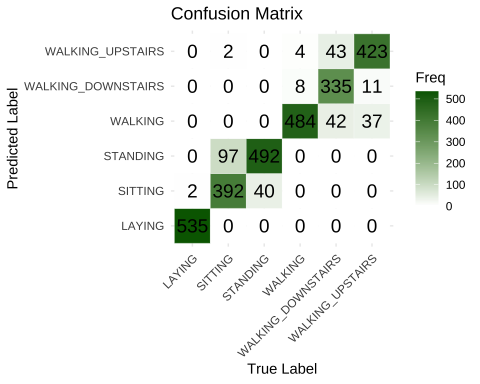 Confusion Matrix
Predicted Label
WALKING_UPSTAIRS 0 2 0 4 43 423
WALKING_DOWNSTAIRS 0 0 0 8 335 11
WALKING 0 0 0 484 42 37
STANDING 0 97 492 0 0 0
SITTING 2 392 40 0 0 0
LAYING 535 0 0 0 0 0
LAYING
SITTING
STANDING
WALKING
WALKING_DOWNSTAIRS
WALKING_UPSTAIRS
True Label
Freq
500
400
300
200
100
0